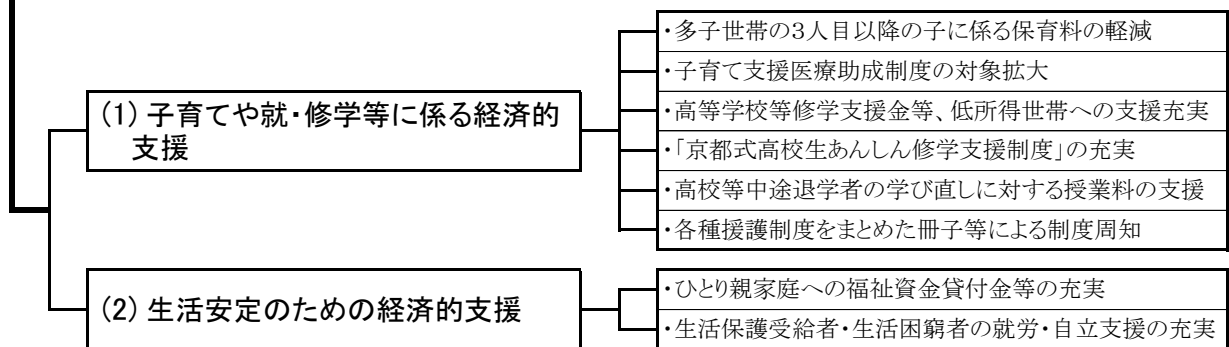 (1) 子育てや就・修学等に係る経済的
支援
・多子世帯の3人目以降の子に係る保育料の軽減
・子育て支援医療助成制度の対象拡大
・高等学校等修学支援金等、低所得世帯への支援充実
・「京都式高校生あんしん修学支援制度」の充実
・高校等中途退学者の学び直しに対する授業料の支援
・各種援護制度をまとめた冊子等による制度周知
(2) 生活安定のための経済的支援
・ひとり親家庭への福祉資金貸付金等の充実
・生活保護受給者・生活困窮者の就労・自立支援の充実